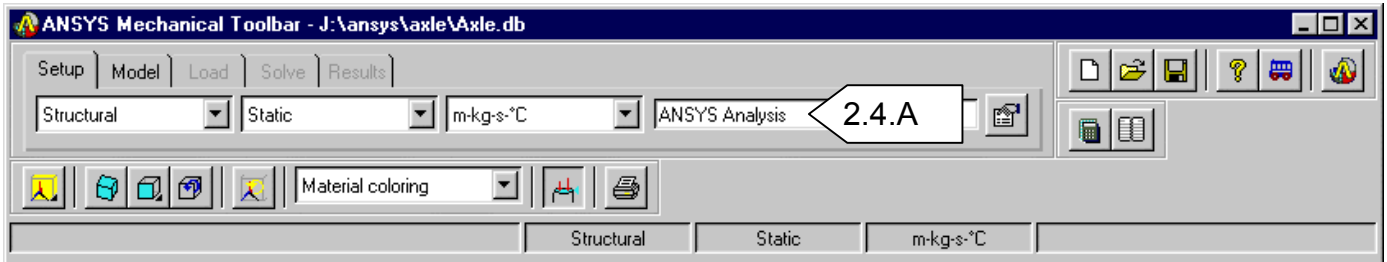 ANSYS Mechanical Toolbar - J:\ansys\axle\Axle.db
Setup Model Load Solve Results
Structural Static m-kg-s-°C ANSYS Analysis 2.4.A
Material coloring
Structural Static m-kg-s-°C